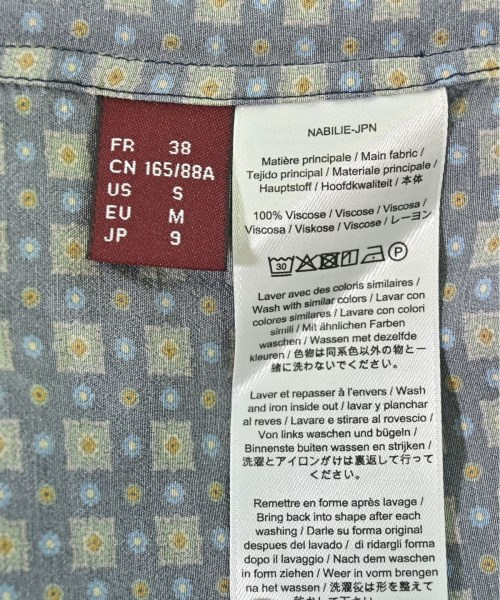 FR 38
CN 165/88A
US S
EU M
JP 9
NABILIE-JPN
Matière principale / Main fabric /
Tejido principal / Materiale principale /
Hauptstoff / Hoofdkwaliteit / 本体
100% Viscose / Viscose / Viscosa /
Viscosa / Viskose / Viscose / レーヨン
30
P
Laver avec des coloris similaires /
Wash with similar colors / Lavar con
colores similares / Lavare con colori
simili / Mit ähnlichen Farben
waschen / Wassen met dezelfde
kleuren / 色物は同系色以外の物と一
緒に洗わないでください。
Laver et repasser à l'envers / Wash
and iron inside out / lavar y planchar
al reves / Lavare e stirare al rovescio /
Von links waschen und bügeln /
Binnenste buiten wassen en strijken /
洗濯とアイロンがけは裏返して行って
ください。
Remettre en forme après lavage /
Bring back into shape after each
washing / Darle su forma original
despues del lavado / di ridargli forma
dopo il lavaggio / Nach dem waschen
in form ziehen / Weer in vorm brengen
na het wassen / 洗濯後は形を整えて